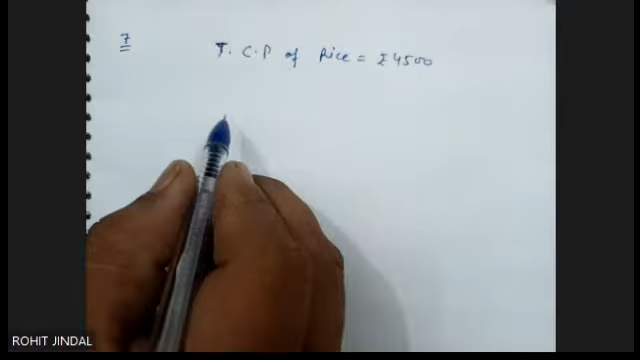 7
T. C.P of Rice = ₹4500
ROHIT JINDAL